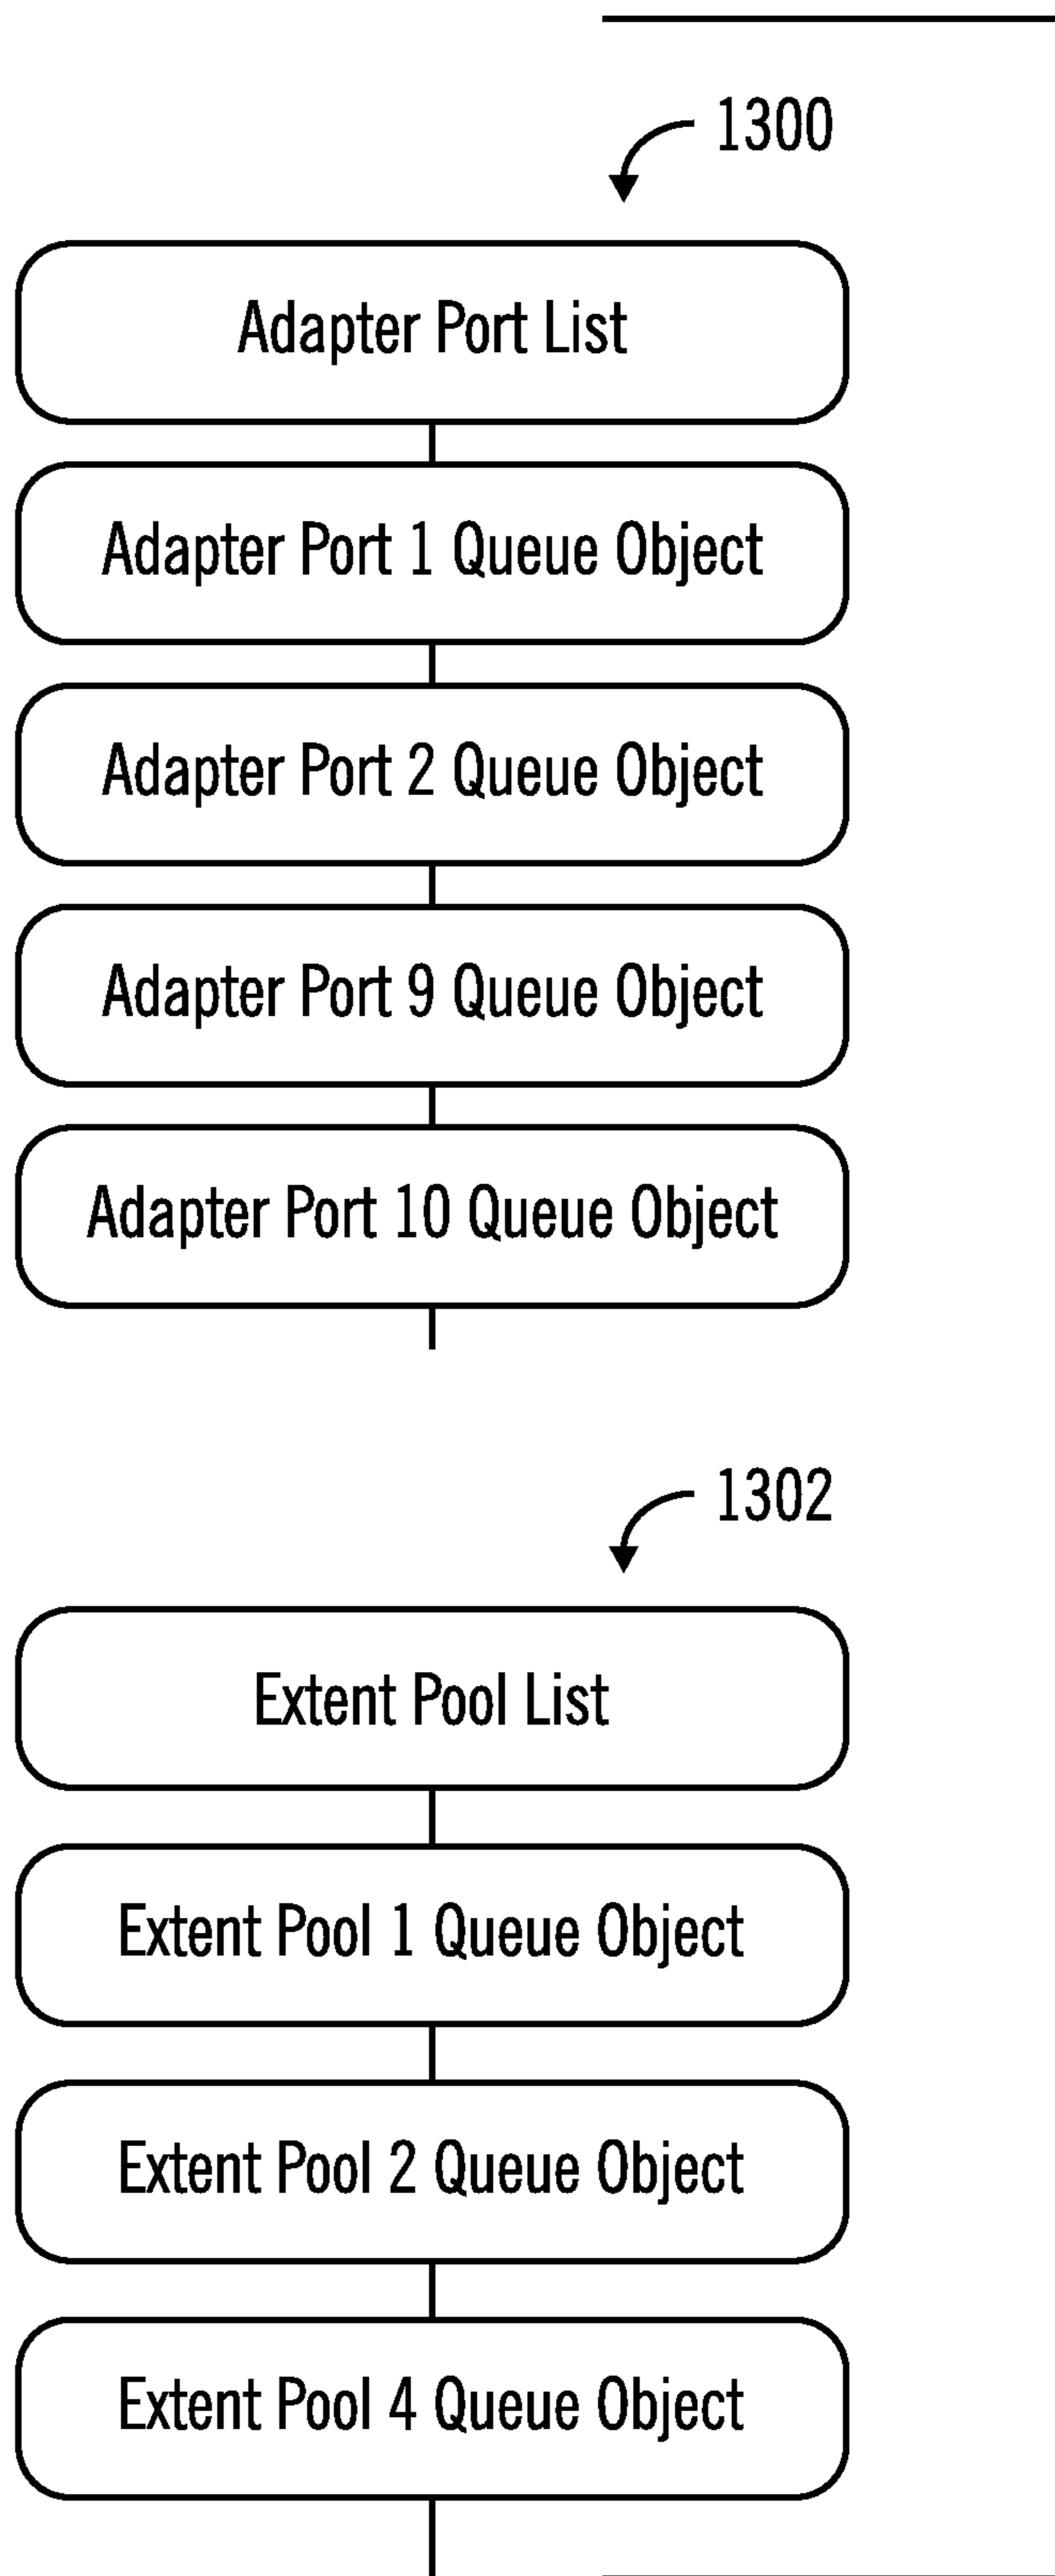 1300
Adapter Port List
Adapter Port 1 Queue Object
Adapter Port 2 Queue Object
Adapter Port 9 Queue Object
Adapter Port 10 Queue Object
1302
Extent Pool List
Extent Pool 1 Queue Object
Extent Pool 2 Queue Object
Extent Pool 4 Queue Object